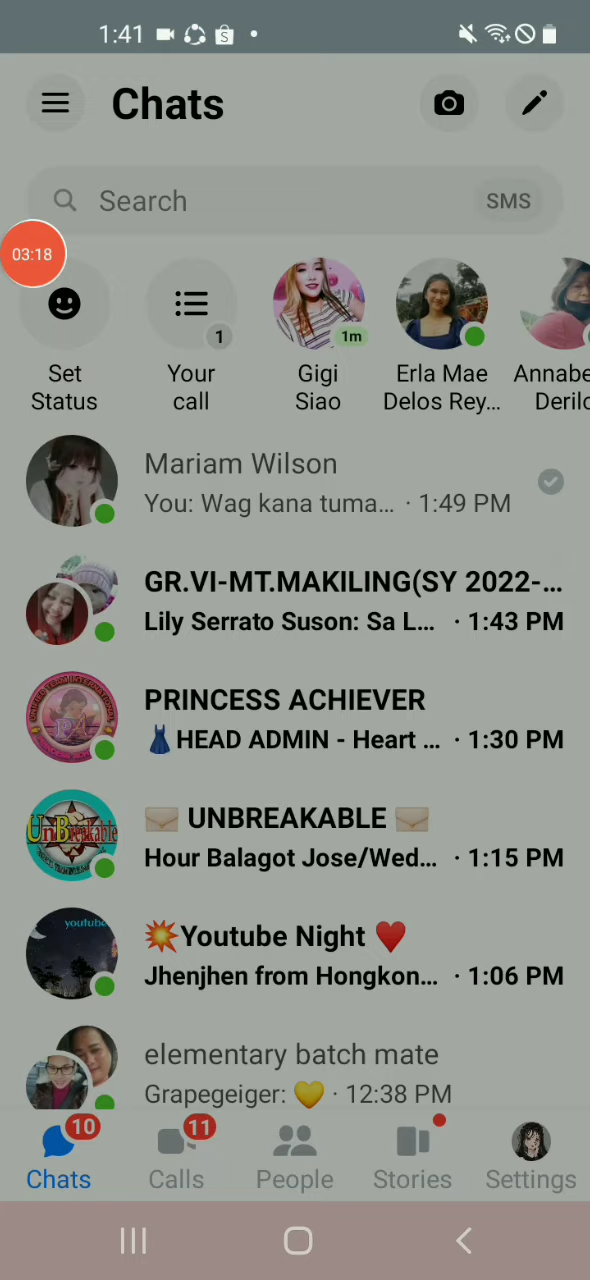 1:41
Chats
Search
SMS
03:18
1
1m
Set
Status
Your
call
Gigi
Siao
Erla Mae
Delos Rey...
Annabe
Derilo
Mariam Wilson
You: Wag kana tuma... · 1:49 PM
GR.VI-MT.MAKILING(SY 2022-...
Lily Serrato Suson: Sa L... · 1:43 PM
PRINCESS ACHIEVER
👗HEAD ADMIN - Heart ... · 1:30 PM
UnBreakable
✉️ UNBREAKABLE ✉️
Hour Balagot Jose/Wed... · 1:15 PM
youtube
💥Youtube Night ♥️
Jhenjhen from Hongkon... · 1:06 PM
elementary batch mate
Grapegeiger: 💛 · 12:38 PM
10
11
Chats
Calls
People
Stories
Settings